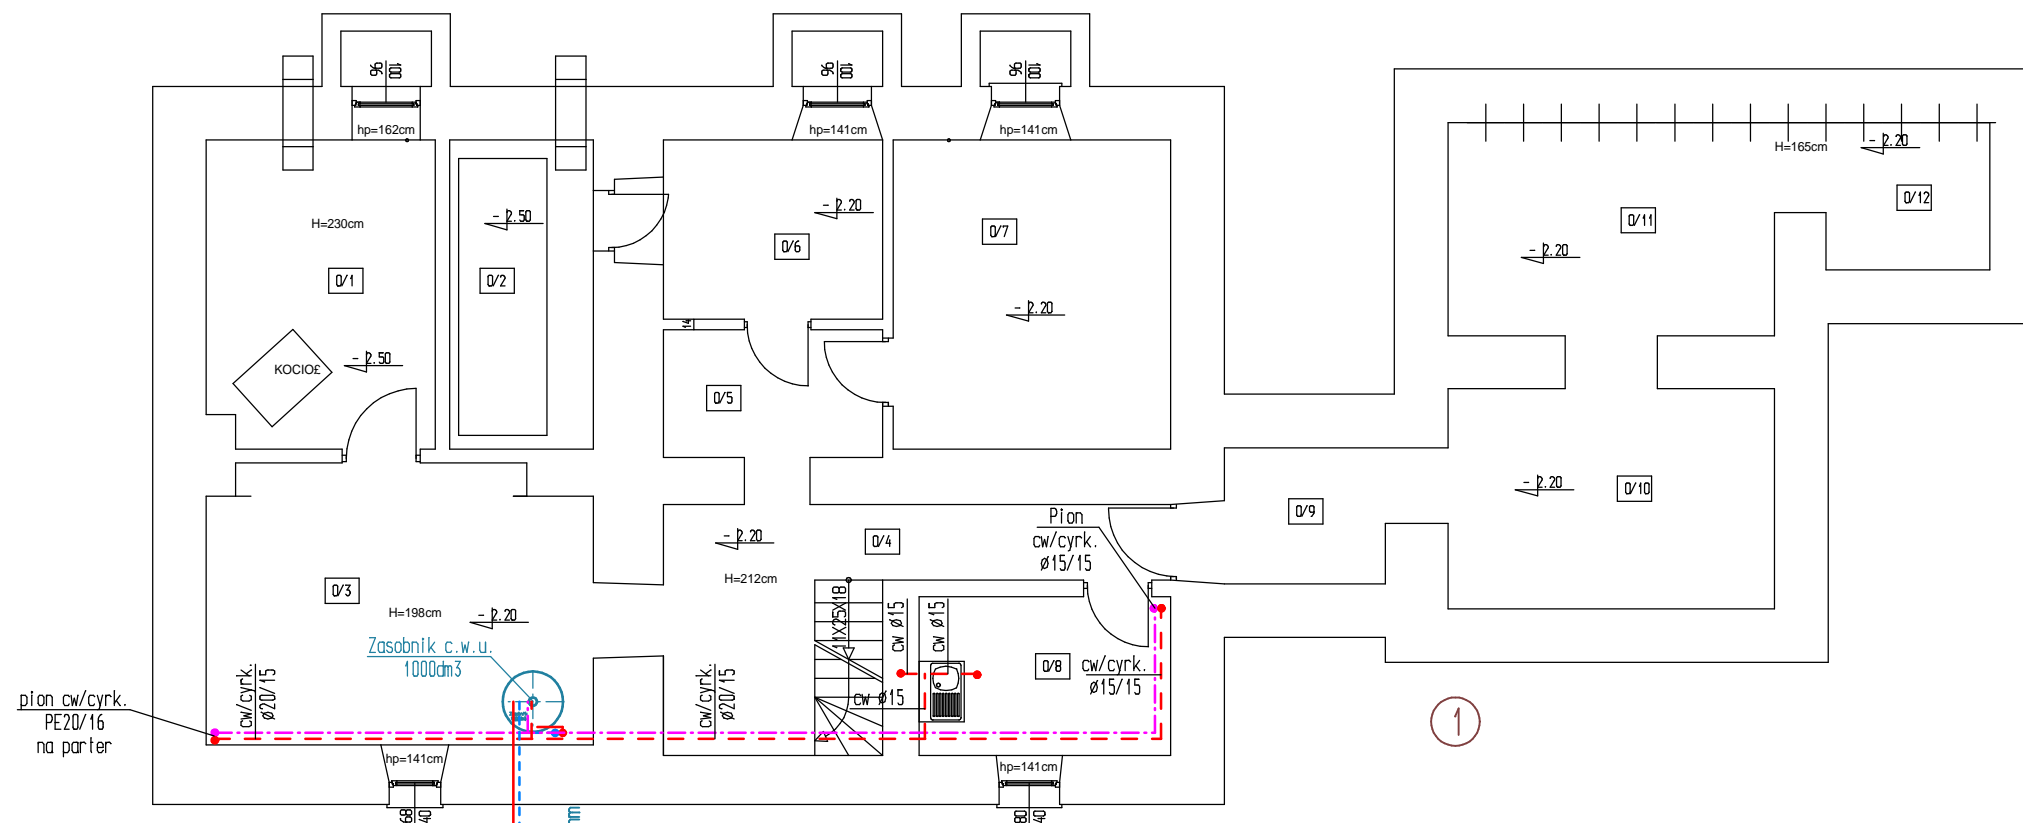 96
100
96
100
96
100
hp=162cm
hp=141cm
hp=141cm
H=165cm
- 2.20
0/12
0/11
- 2.20
H=230cm
- 2.50
- 2.20
0/6
0/7
0/1
0/2
- 2.20
14
KOCIO£
- 2.50
0/5
- 2.20
0/10
0/9
Pion
cw/cyrk.
ø15/15
- 2.20
0/4
H=212cm
0/3
H=198cm
- 2.20
11X25X18
cw ø15
cw ø15
Zasobnik c.w.u.
1000dm3
0/8
cw/cyrk.
ø15/15
cw/cyrk.
ø20/15
cw/cyrk.
ø20/15
cw ø15
pion cw/cyrk.
PE20/16
na parter
1
hp=141cm
hp=141cm
68
40
80
40